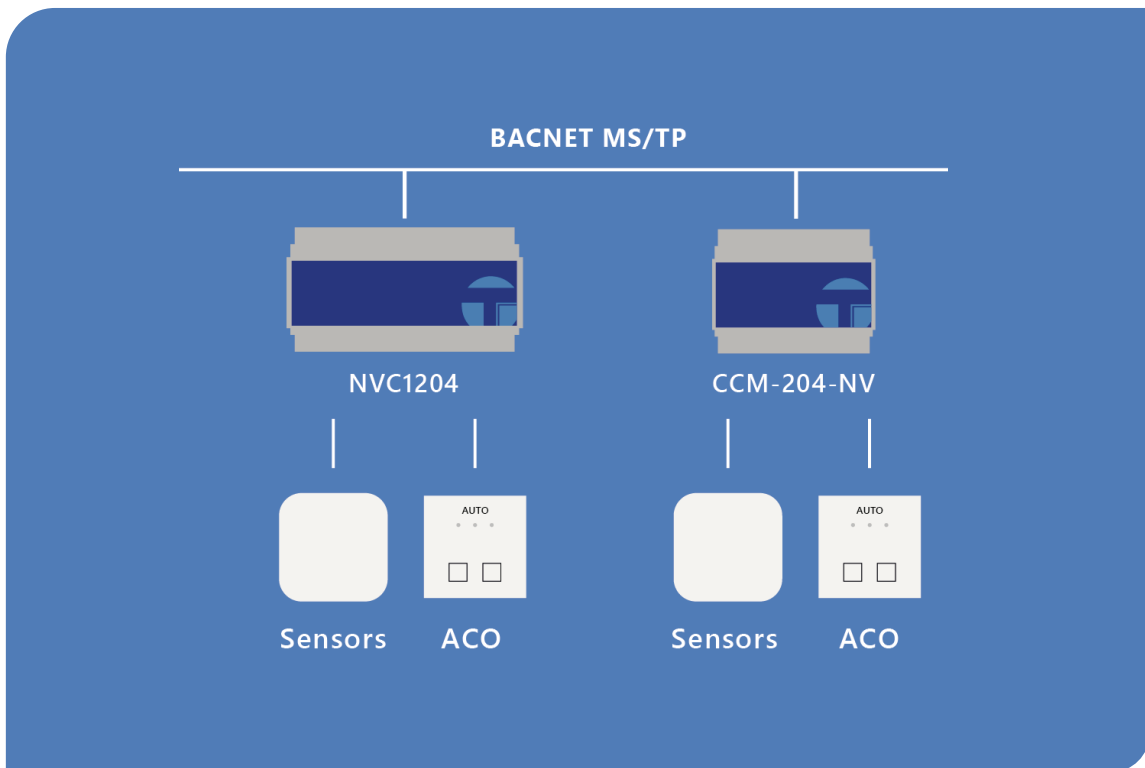 BACNET MS/TP
NVC1204
CCM-204-NV
AUTO
AUTO
Sensors
ACO
Sensors
ACO